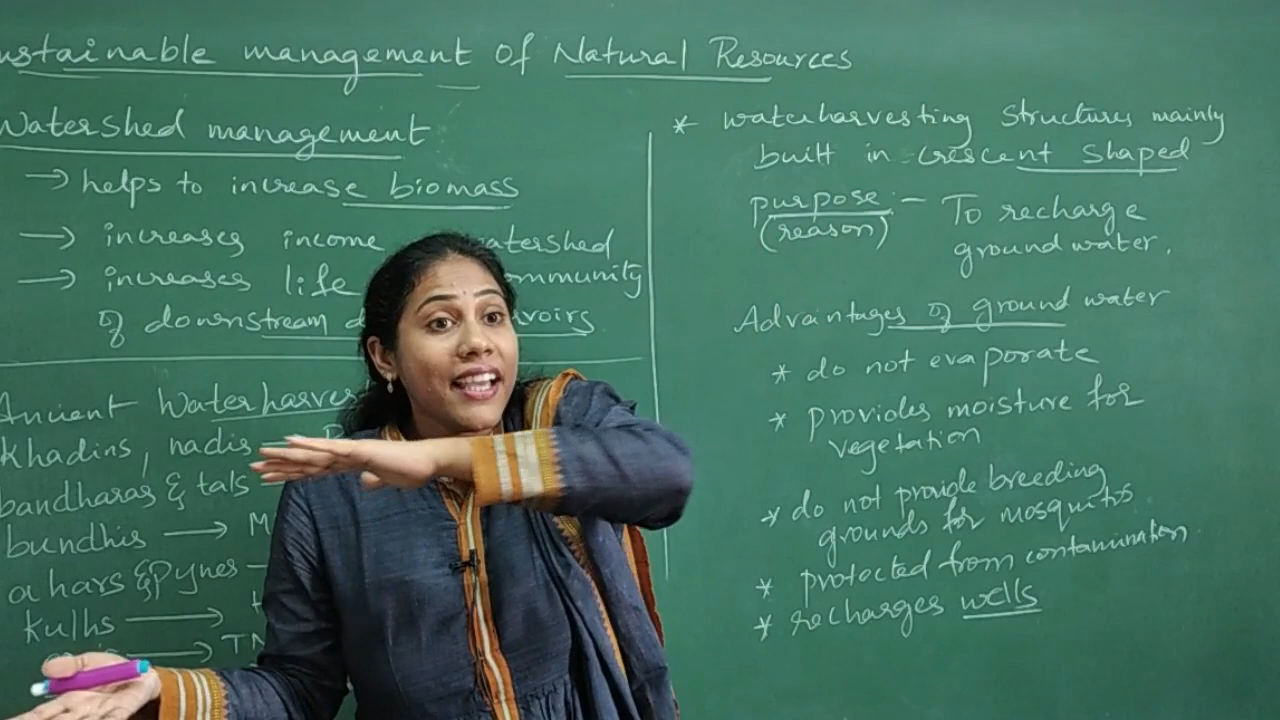 ustainable management of Natural Resources
Watershed management
→ helps to increase biomass
→ increases income atershed
→ increases life ommunity
of downstream d voirs
Ancient Waterharves
Khadins, nadis
bandharas & tals
bundhis → M
ahars & Pynes –
kulhs →
→ TN
* waterharvesting structures mainly
built in crescent shaped
purpose – To recharge
(reason) ground water.
Advantages of ground water
* do not evaporate
* provides moisture for
vegetation
* do not provide breeding
grounds for mosquitos
* protected from contamination
* recharges wells